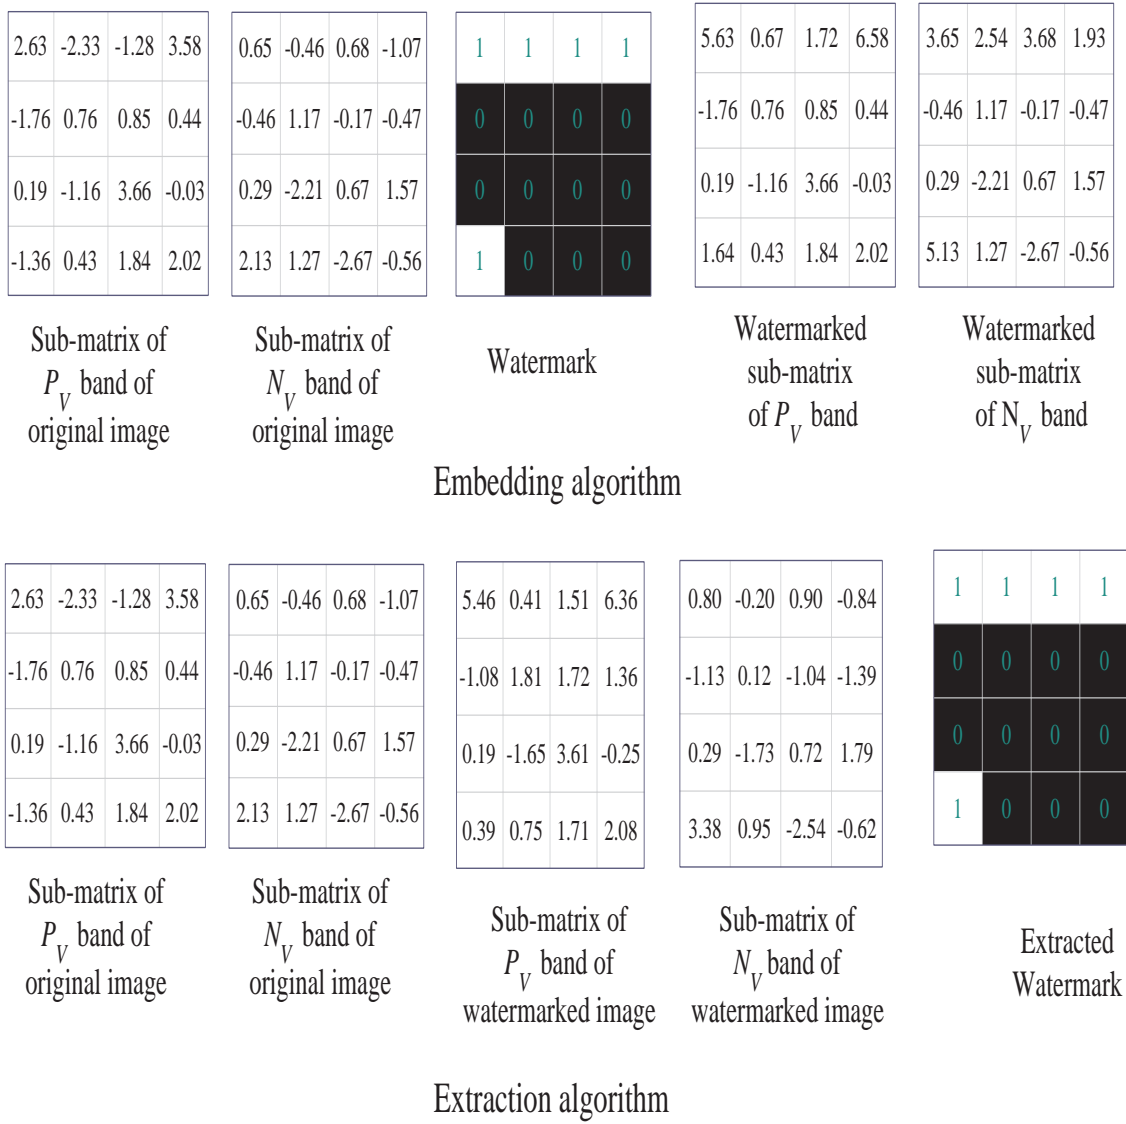 2.63 -2.33 -1.28 3.58
-1.76 0.76 0.85 0.44
0.19 -1.16 3.66 -0.03
-1.36 0.43 1.84 2.02
Sub-matrix of
P_V band of
original image
0.65 -0.46 0.68 -1.07
-0.46 1.17 -0.17 -0.47
0.29 -2.21 0.67 1.57
2.13 1.27 -2.67 -0.56
Sub-matrix of
N_V band of
original image
1 1 1 1
0 0 0 0
0 0 0 0
1 0 0 0
Watermark
5.63 0.67 1.72 6.58
-1.76 0.76 0.85 0.44
0.19 -1.16 3.66 -0.03
1.64 0.43 1.84 2.02
Watermarked
sub-matrix
of P_V band
3.65 2.54 3.68 1.93
-0.46 1.17 -0.17 -0.47
0.29 -2.21 0.67 1.57
5.13 1.27 -2.67 -0.56
Watermarked
sub-matrix
of N_V band
Embedding algorithm
2.63 -2.33 -1.28 3.58
-1.76 0.76 0.85 0.44
0.19 -1.16 3.66 -0.03
-1.36 0.43 1.84 2.02
Sub-matrix of
P_V band of
original image
0.65 -0.46 0.68 -1.07
-0.46 1.17 -0.17 -0.47
0.29 -2.21 0.67 1.57
2.13 1.27 -2.67 -0.56
Sub-matrix of
N_V band of
original image
5.46 0.41 1.51 6.36
-1.08 1.81 1.72 1.36
0.19 -1.65 3.61 -0.25
0.39 0.75 1.71 2.08
Sub-matrix of
P_V band of
watermarked image
0.80 -0.20 0.90 -0.84
-1.13 0.12 -1.04 -1.39
0.29 -1.73 0.72 1.79
3.38 0.95 -2.54 -0.62
Sub-matrix of
N_V band of
watermarked image
1 1 1 1
0 0 0 0
0 0 0 0
1 0 0 0
Extracted
Watermark
Extraction algorithm